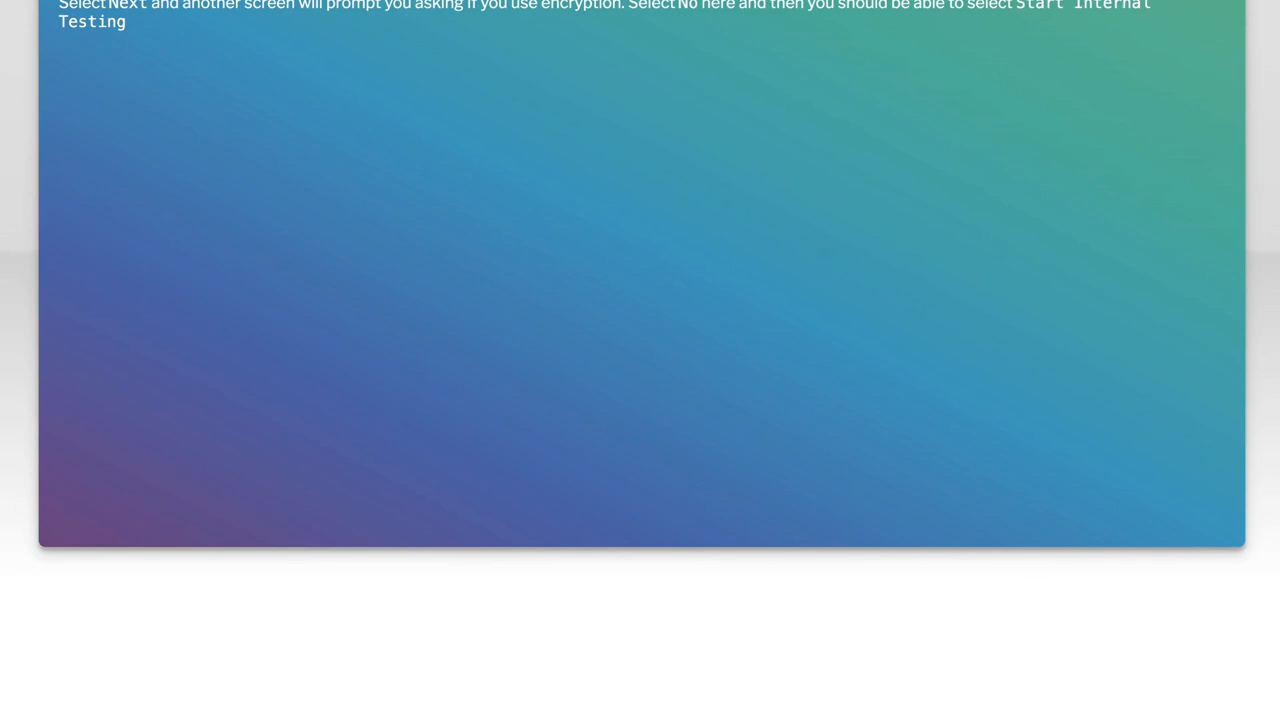 Select Next and another screen will prompt you asking if you use encryption. Select No here and then you should be able to select Start Internal
Testing